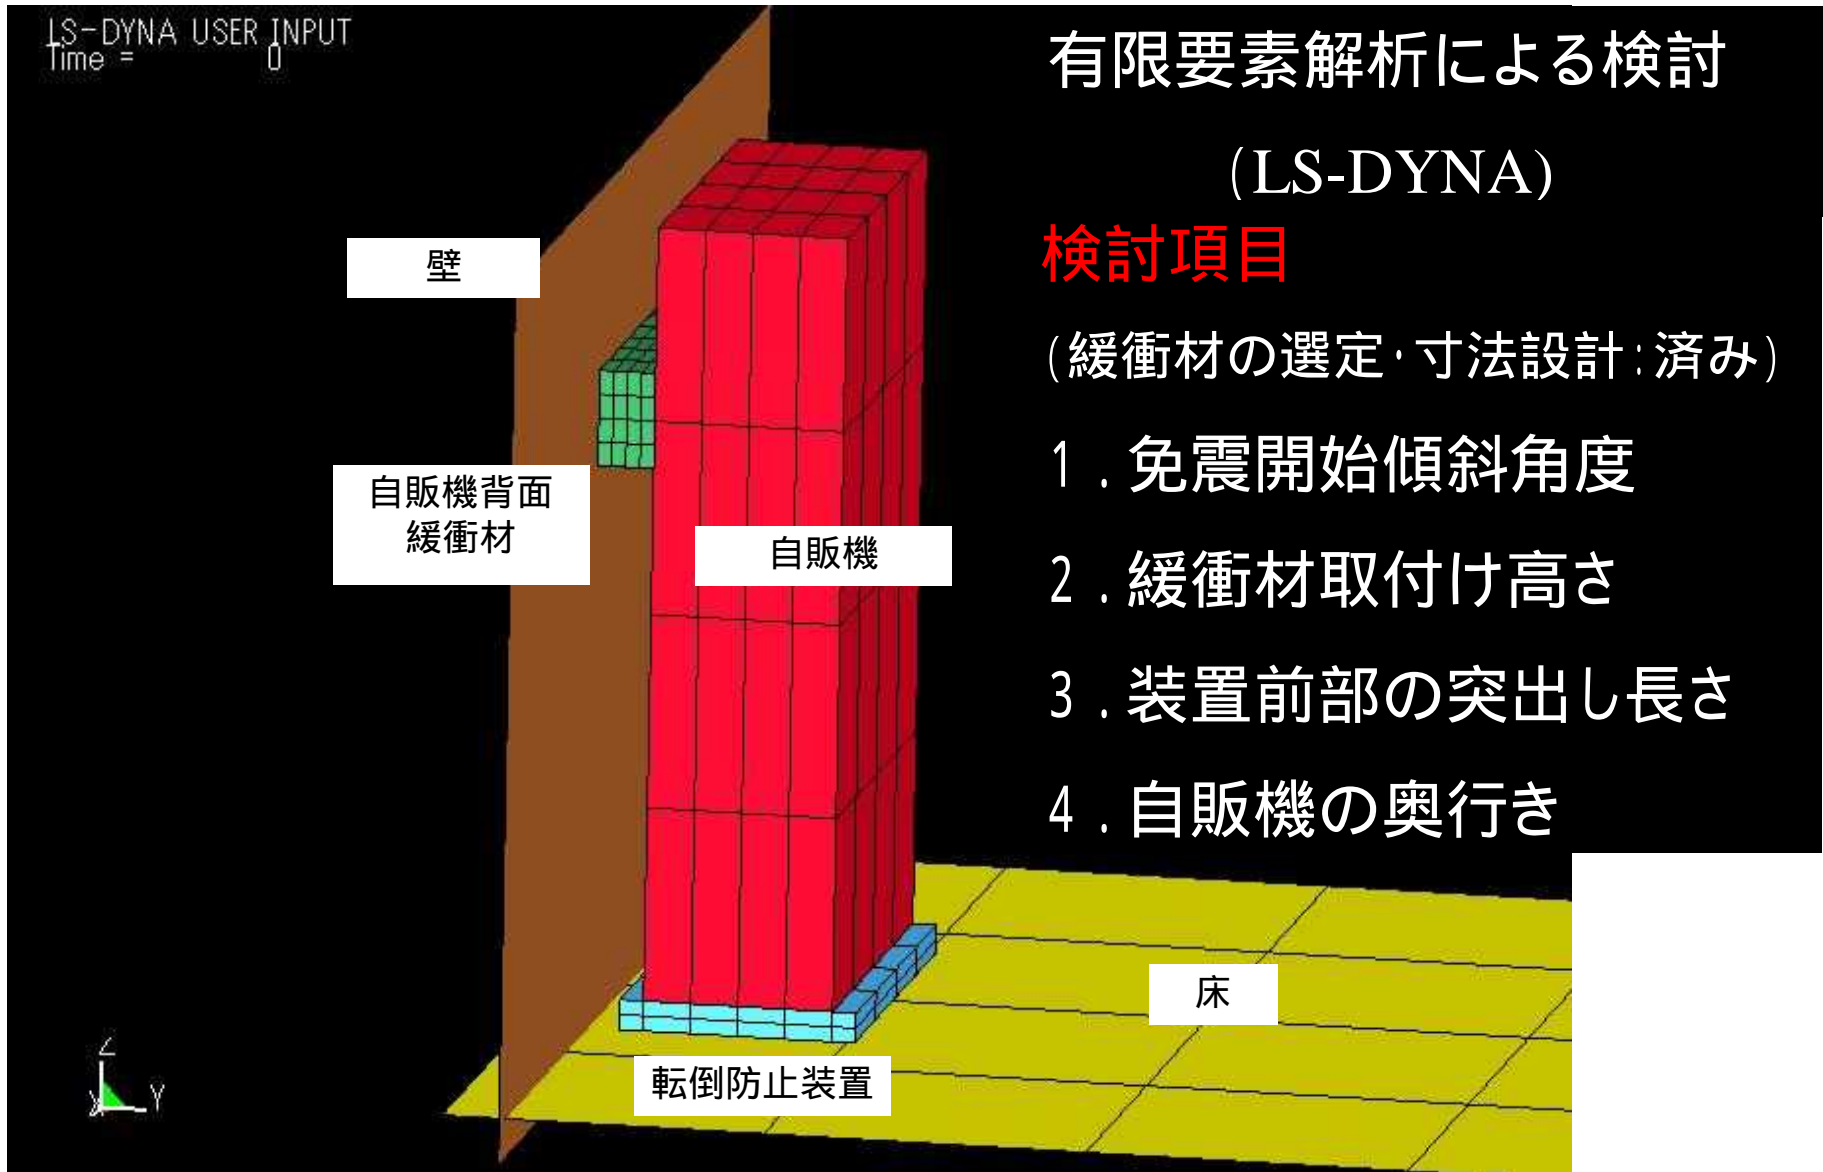 LS-DYNA USER INPUT
Time = 0
有限要素解析による検討
(LS-DYNA)
検討項目
(緩衝材の選定・寸法設計:済み)
1.免震開始傾斜角度
2.緩衝材取付け高さ
3.装置前部の突出し長さ
4.自販機の奥行き
壁
自販機背面
緩衝材
自販機
床
転倒防止装置
Z
X
Y